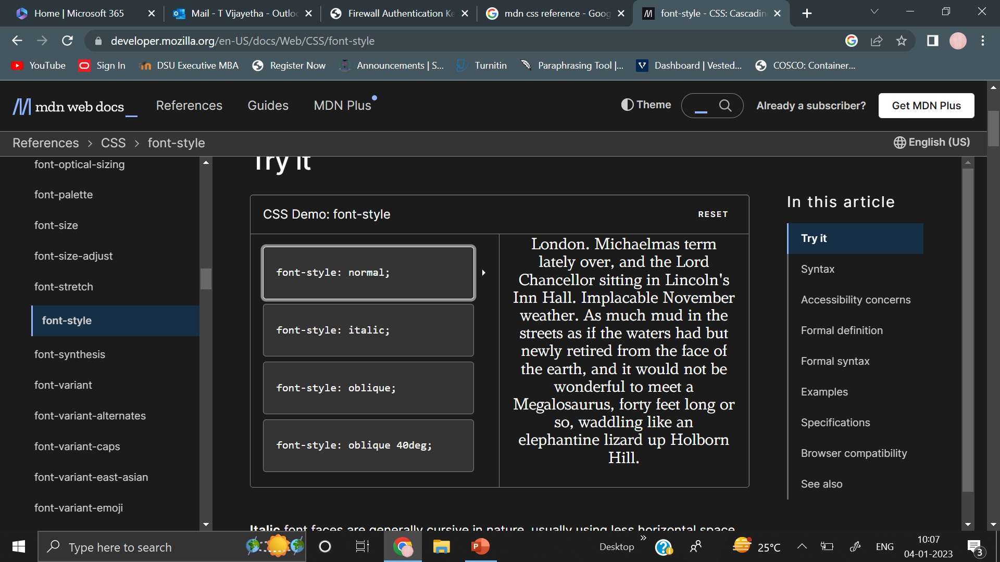 Home | Microsoft 365
Mail - T Vijayetha - Outlo
Firewall Authentication Ke
mdn css reference - Goog
font-style - CSS: Cascadin
developer.mozilla.org/en-US/docs/Web/CSS/font-style
YouTube
Sign In
DSU Executive MBA
Register Now
Announcements | S...
Turnitin
Paraphrasing Tool |...
Dashboard | Vested...
COSCO: Container...
mdn web docs_
References
Guides
MDN Plus
Theme
Already a subscriber?
Get MDN Plus
References > CSS > font-style
English (US)
font-optical-sizing
font-palette
font-size
font-size-adjust
font-stretch
font-style
font-synthesis
font-variant
font-variant-alternates
font-variant-caps
font-variant-east-asian
font-variant-emoji
Try it
CSS Demo: font-style
RESET
font-style: normal;
font-style: italic;
font-style: oblique;
font-style: oblique 40deg;
London. Michaelmas term
lately over, and the Lord
Chancellor sitting in Lincoln's
Inn Hall. Implacable November
weather. As much mud in the
streets as if the waters had but
newly retired from the face of
the earth, and it would not be
wonderful to meet a
Megalosaurus, forty feet long or
so, waddling like an
elephantine lizard up Holborn
Hill.
Italic font faces are generally cursive in nature, usually using less horizontal space
In this article
Try it
Syntax
Accessibility concerns
Formal definition
Formal syntax
Examples
Specifications
Browser compatibility
See also
Type here to search
Desktop
25°C
ENG
10:07
04-01-2023
3